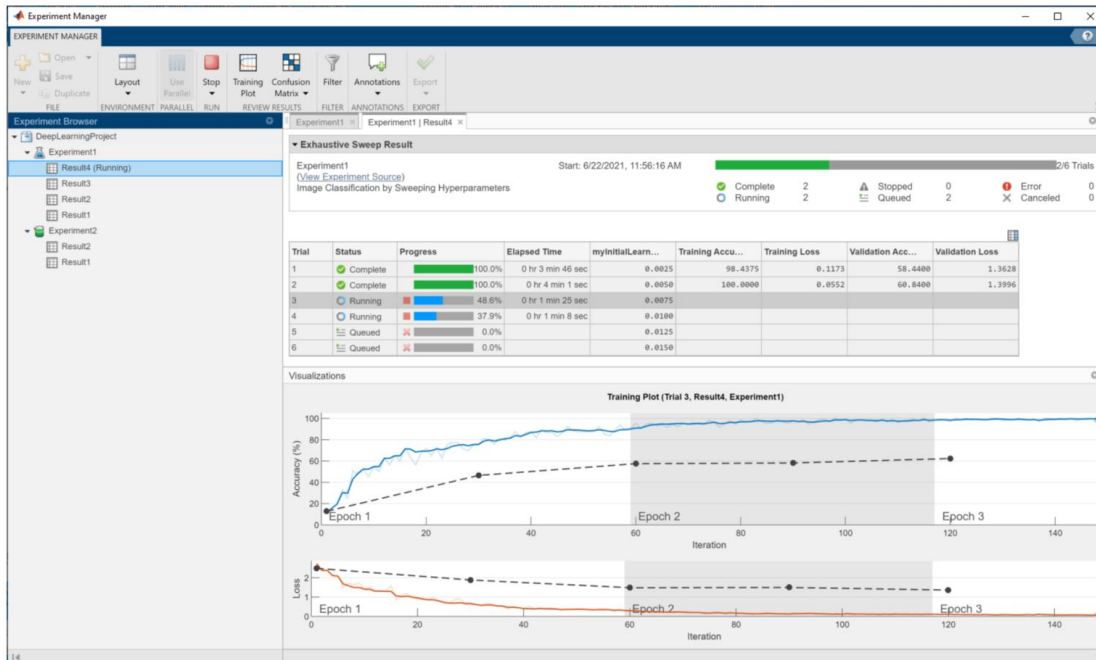 Experiment Manager
EXPERIMENT MANAGER
New Open Save Duplicate Layout Use Parallel Stop Training Plot Confusion Matrix Filter Annotations Export
FILE ENVIRONMENT PARALLEL RUN REVIEW RESULTS FILTER ANNOTATIONS EXPORT
Experiment Browser
DeepLearningProject
Experiment1
Result4 (Running)
Result3
Result2
Result1
Experiment2
Result2
Result1
Experiment1 Experiment1 | Result4
Exhaustive Sweep Result
Experiment1 Start: 6/22/2021, 11:56:16 AM 2/6 Trials
(View Experiment Source)
Image Classification by Sweeping Hyperparameters
Complete 2 Stopped 0 Error 0
Running 2 Queued 2 Canceled 0
Trial Status Progress Elapsed Time myInitialLearn... Training Accu... Training Loss Validation Acc... Validation Loss
1 Complete 100.0% 0 hr 3 min 46 sec 0.0025 98.4375 0.1173 58.4400 1.3628
2 Complete 100.0% 0 hr 4 min 1 sec 0.0050 100.0000 0.0552 60.8400 1.3996
3 Running 48.6% 0 hr 1 min 25 sec 0.0075
4 Running 37.9% 0 hr 1 min 8 sec 0.0100
5 Queued 0.0% 0.0125
6 Queued 0.0% 0.0150
Visualizations
Training Plot (Trial 3, Result4, Experiment1)
Accuracy (%)
100
80
60
40
20
0
Epoch 1 Epoch 2 Epoch 3
0 20 40 60 80 100 120 140
Iteration
Loss
2
1
0
Epoch 1 Epoch 2 Epoch 3
0 20 40 60 80 100 120 140
Iteration